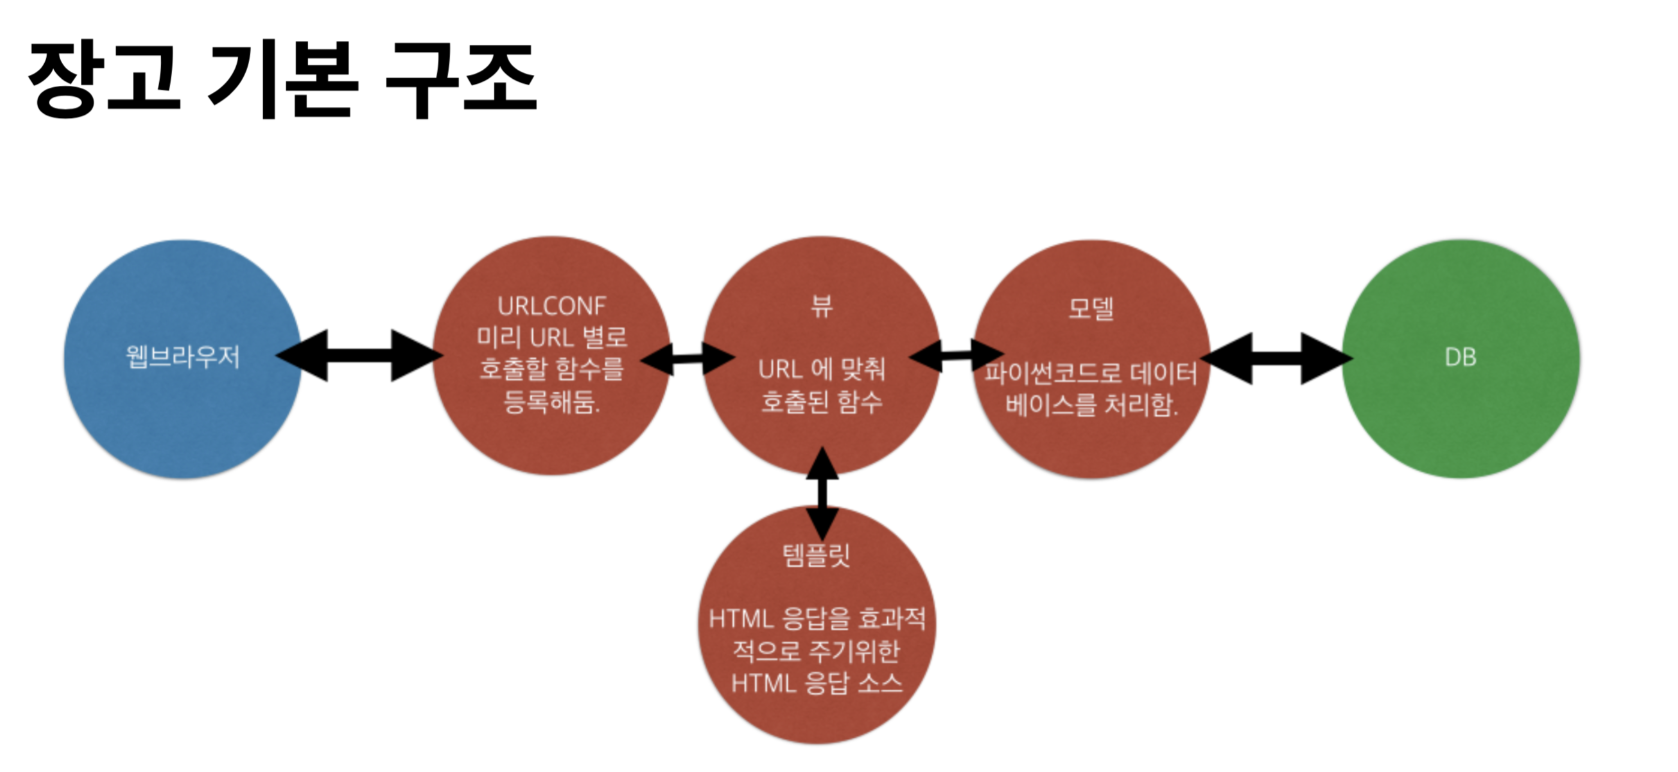 장고 기본 구조
웹브라우저
URLCONF
미리 URL 별로
호출할 함수를
등록해둠.
뷰
URL 에 맞춰
호출된 함수
모델
파이썬코드로 데이터
베이스를 처리함.
DB
템플릿
HTML 응답을 효과적
적으로 주기위한
HTML 응답 소스